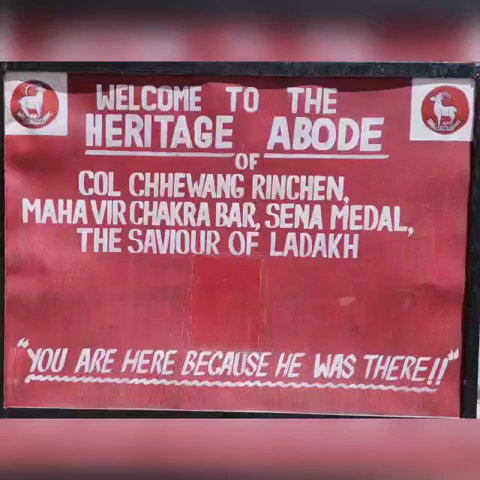 WELCOME TO THE
HERITAGE ABODE
OF
COL CHHEWANG RINCHEN,
MAHA VIR CHAKRA BAR, SENA MEDAL,
THE SAVIOUR OF LADAKH
"YOU ARE HERE BECAUSE HE WAS THERE!!"